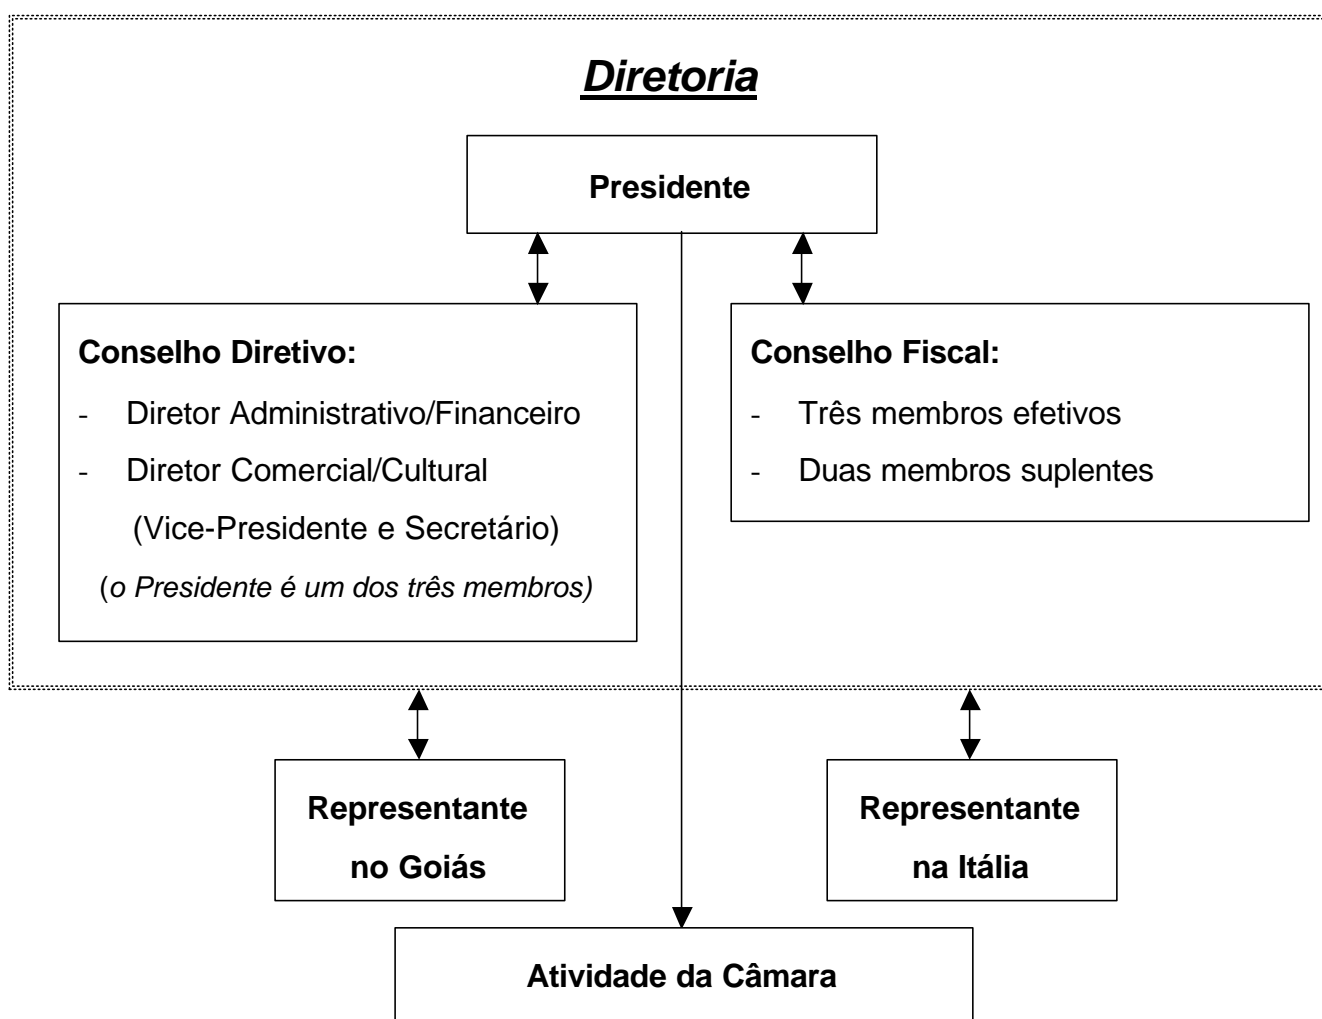 Diretoria
Presidente
Conselho Diretivo:
- Diretor Administrativo/Financeiro
- Diretor Comercial/Cultural
(Vice-Presidente e Secretário)
(o Presidente é um dos três membros)
Conselho Fiscal:
- Três membros efetivos
- Duas membros suplentes
Representante
no Goiás
Representante
na Itália
Atividade da Câmara